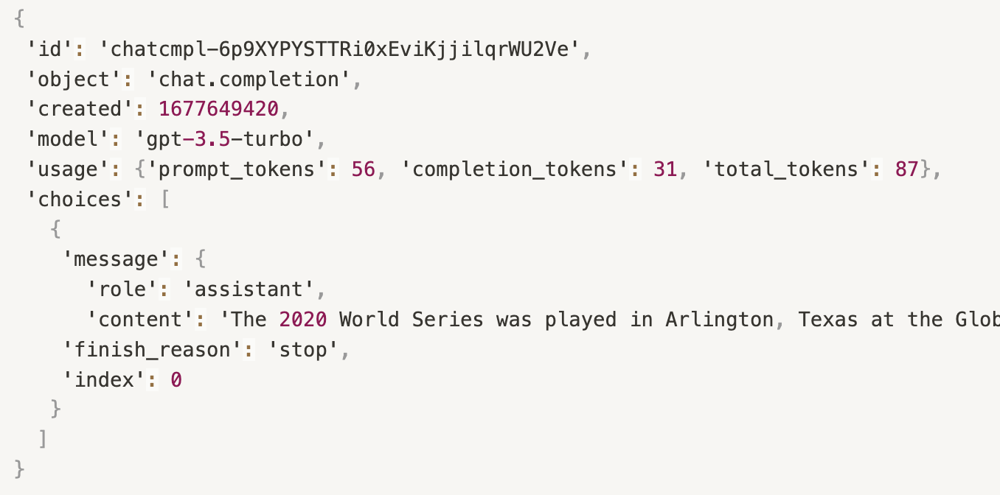 {
'id': 'chatcmpl-6p9XYPYSTTRi0xEviKjjilqrWU2Ve',
'object': 'chat.completion',
'created': 1677649420,
'model': 'gpt-3.5-turbo',
'usage': {'prompt_tokens': 56, 'completion_tokens': 31, 'total_tokens': 87},
'choices': [
{
'message': {
'role': 'assistant',
'content': 'The 2020 World Series was played in Arlington, Texas at the Glob
'finish_reason': 'stop',
'index': 0
}
]
}